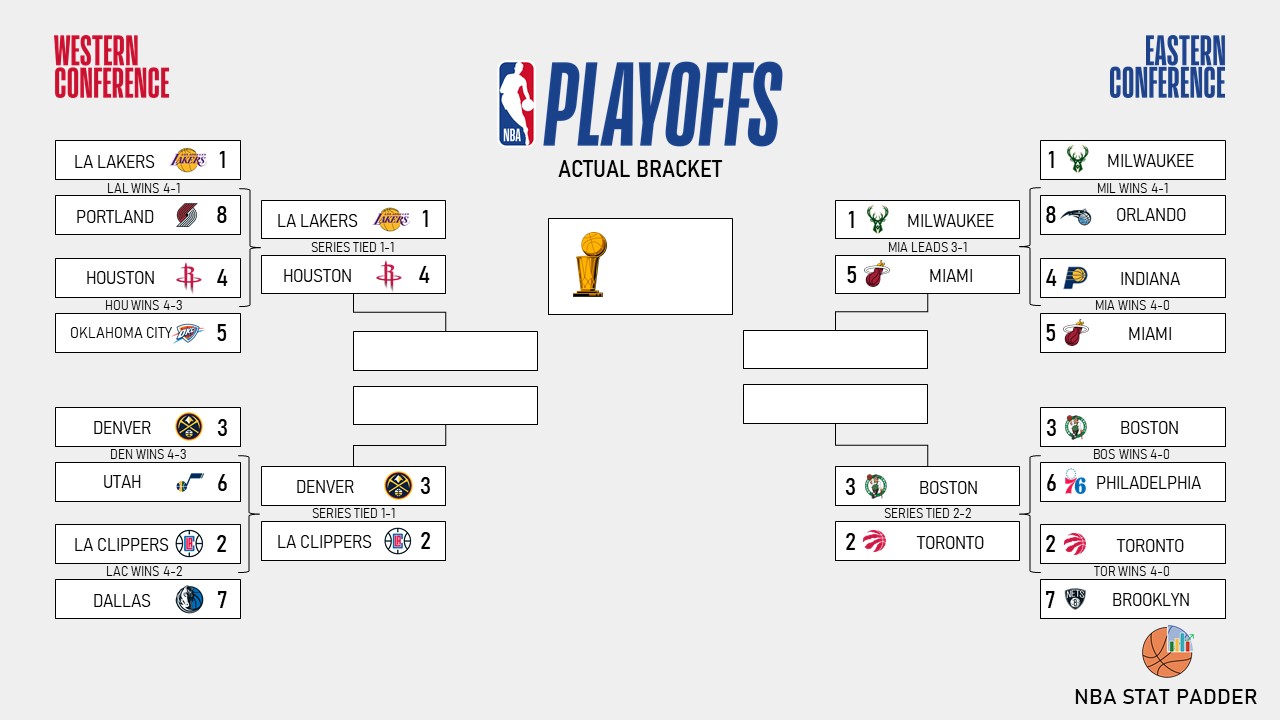 WESTERN
CONFERENCE
EASTERN
CONFERENCE
NBA
PLAYOFFS
ACTUAL BRACKET
LA LAKERS LAKERS 1
LAL WINS 4-1
PORTLAND 8
HOUSTON 4
HOU WINS 4-3
OKLAHOMA CITY OKC 5
LA LAKERS LAKERS 1
SERIES TIED 1-1
HOUSTON 4
DENVER 3
DEN WINS 4-3
UTAH 6
LA CLIPPERS 2
LAC WINS 4-2
DALLAS 7
DENVER 3
SERIES TIED 1-1
LA CLIPPERS 2
1 MILWAUKEE
MIA LEADS 3-1
5 MIAMI
1 MILWAUKEE
MIL WINS 4-1
8 ORLANDO
4 INDIANA
MIA WINS 4-0
5 MIAMI
3 BOSTON
SERIES TIED 2-2
2 TORONTO
3 BOSTON
BOS WINS 4-0
6 76 PHILADELPHIA
2 TORONTO
TOR WINS 4-0
7 NETS BROOKLYN
NBA STAT PADDER